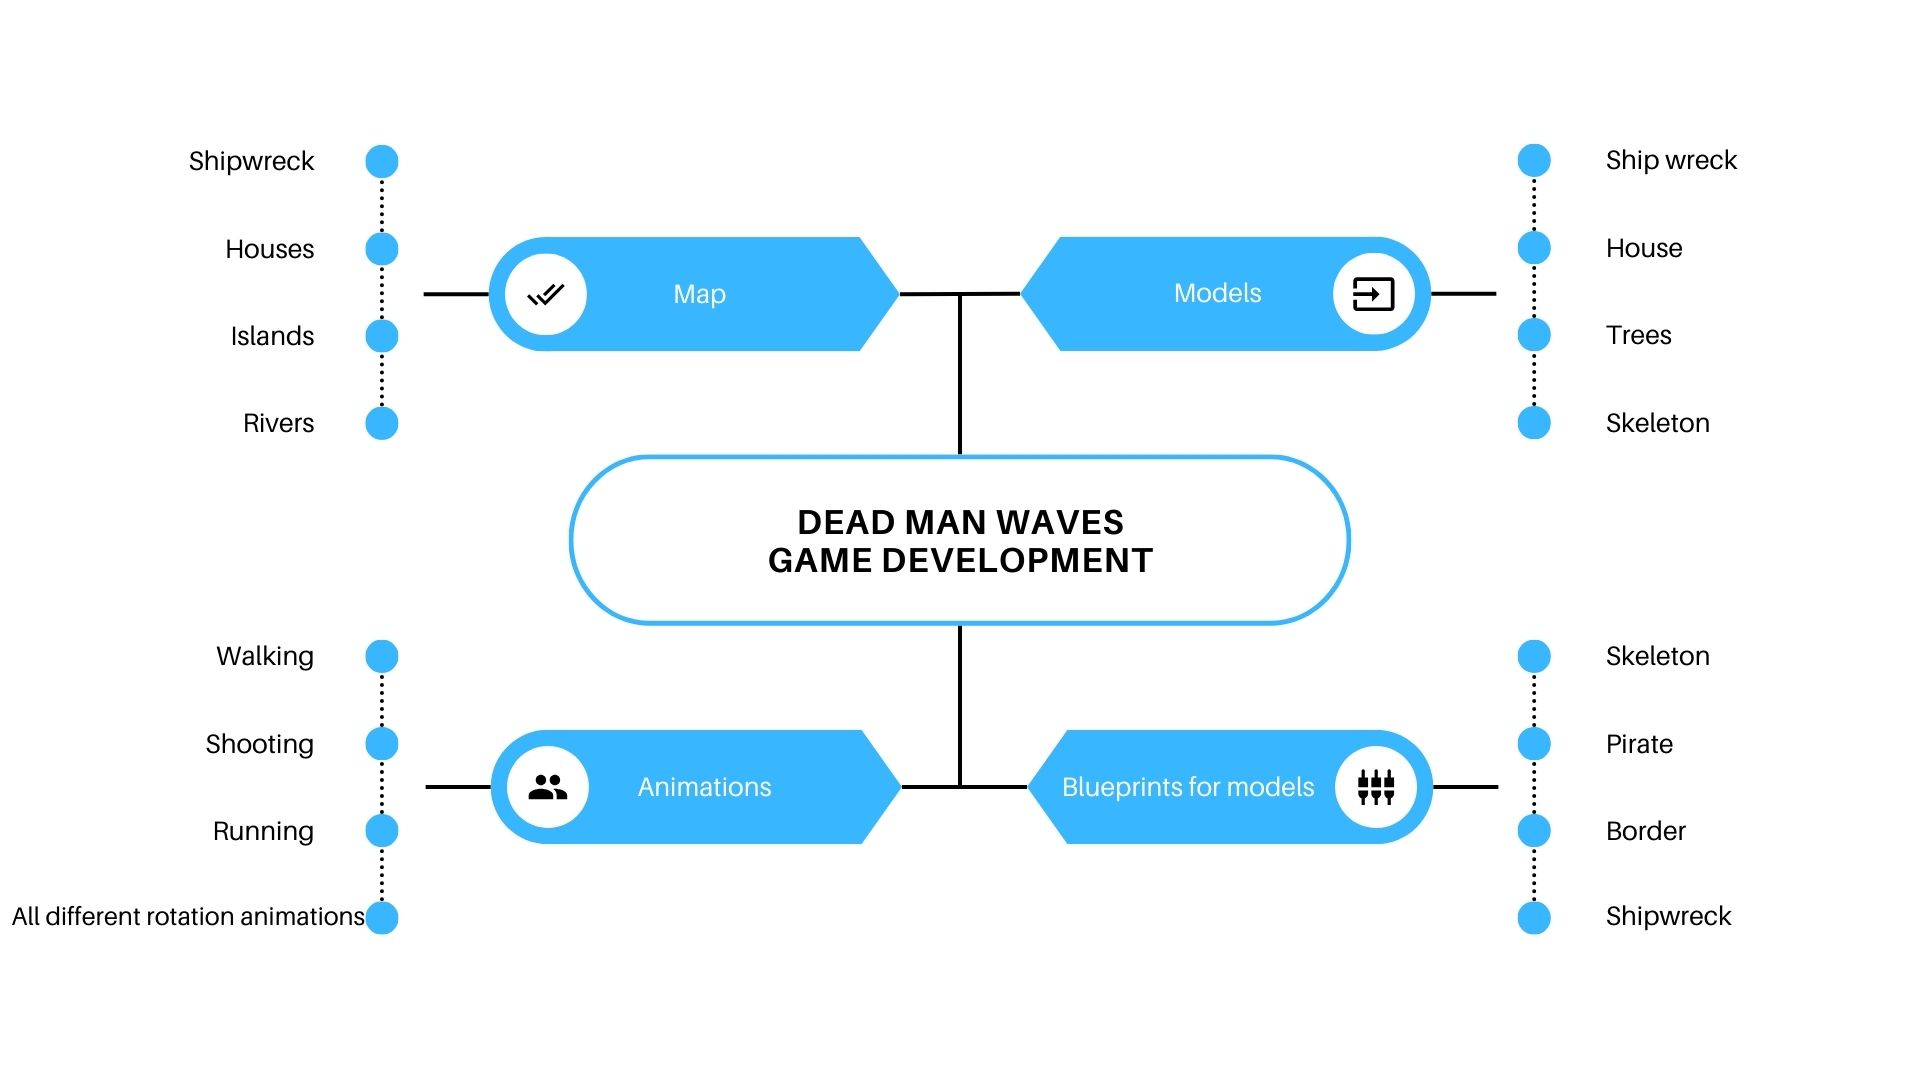 Shipwreck
Houses
Islands
Rivers
Map
Models
Ship wreck
House
Trees
Skeleton
DEAD MAN WAVES
GAME DEVELOPMENT
Walking
Shooting
Running
All different rotation animations
Animations
Blueprints for models
Skeleton
Pirate
Border
Shipwreck